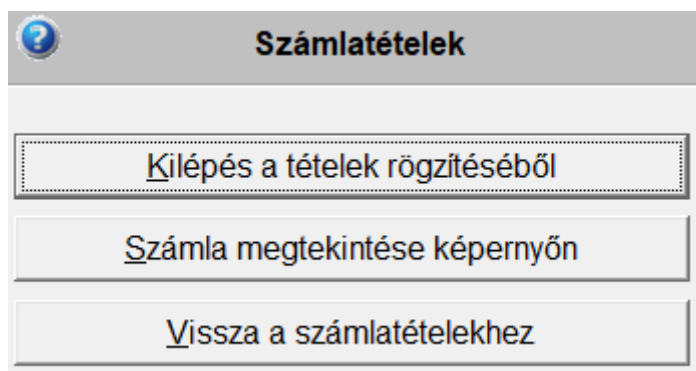 Számlatételek
Kilépés a tételek rögzítéséből
Számla megtekintése képernyőn
Vissza a számlatételekhez